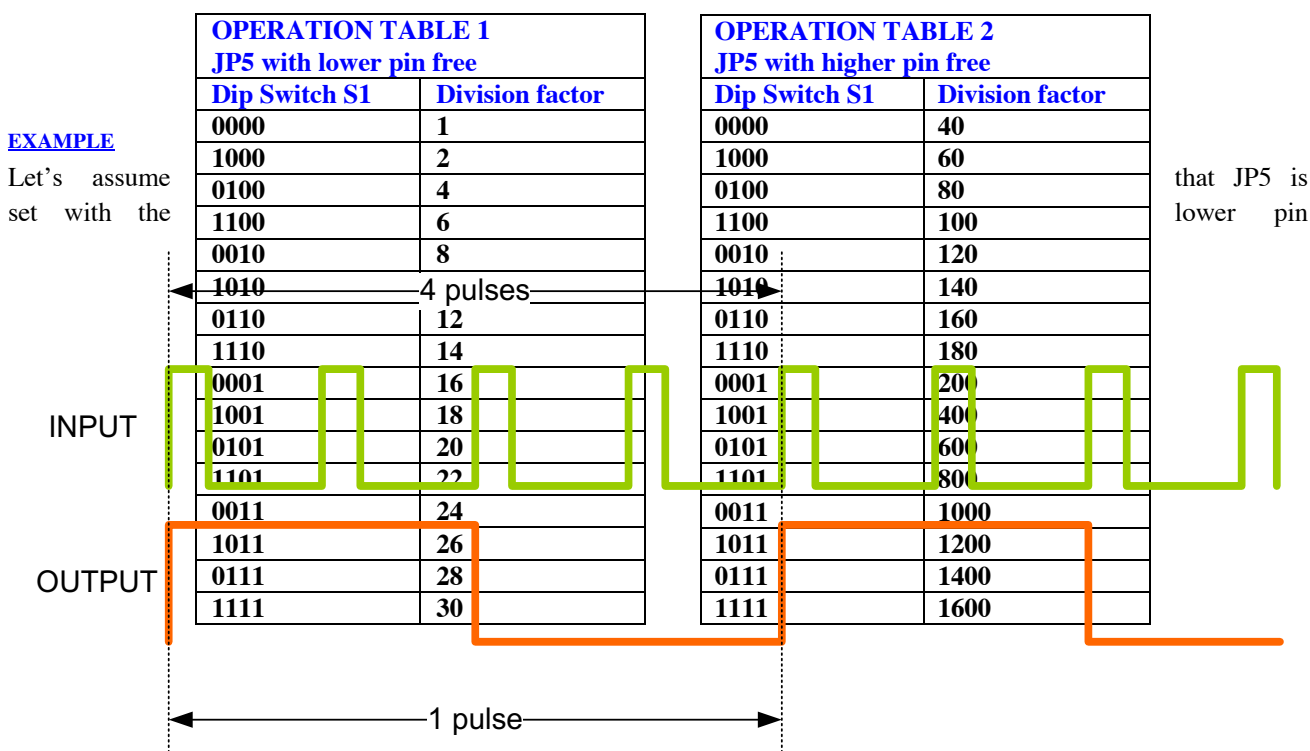 OPERATION TABLE 1
JP5 with lower pin free
Dip Switch S1 Division factor
0000 1
1000 2
0100 4
1100 6
0010 8
1010
0110 12
1110 14
0001 16
1001 18
0101 20
1101 22
0011 24
1011 26
0111 28
1111 30
OPERATION TABLE 2
JP5 with higher pin free
Dip Switch S1 Division factor
0000 40
1000 60
0100 80
1100 100
0010 120
1010 140
0110 160
1110 180
0001 200
1001 400
0101 600
1101 800
0011 1000
1011 1200
0111 1400
1111 1600
EXAMPLE
Let's assume that JP5 is
set with the lower pin
4 pulses
INPUT
OUTPUT
1 pulse